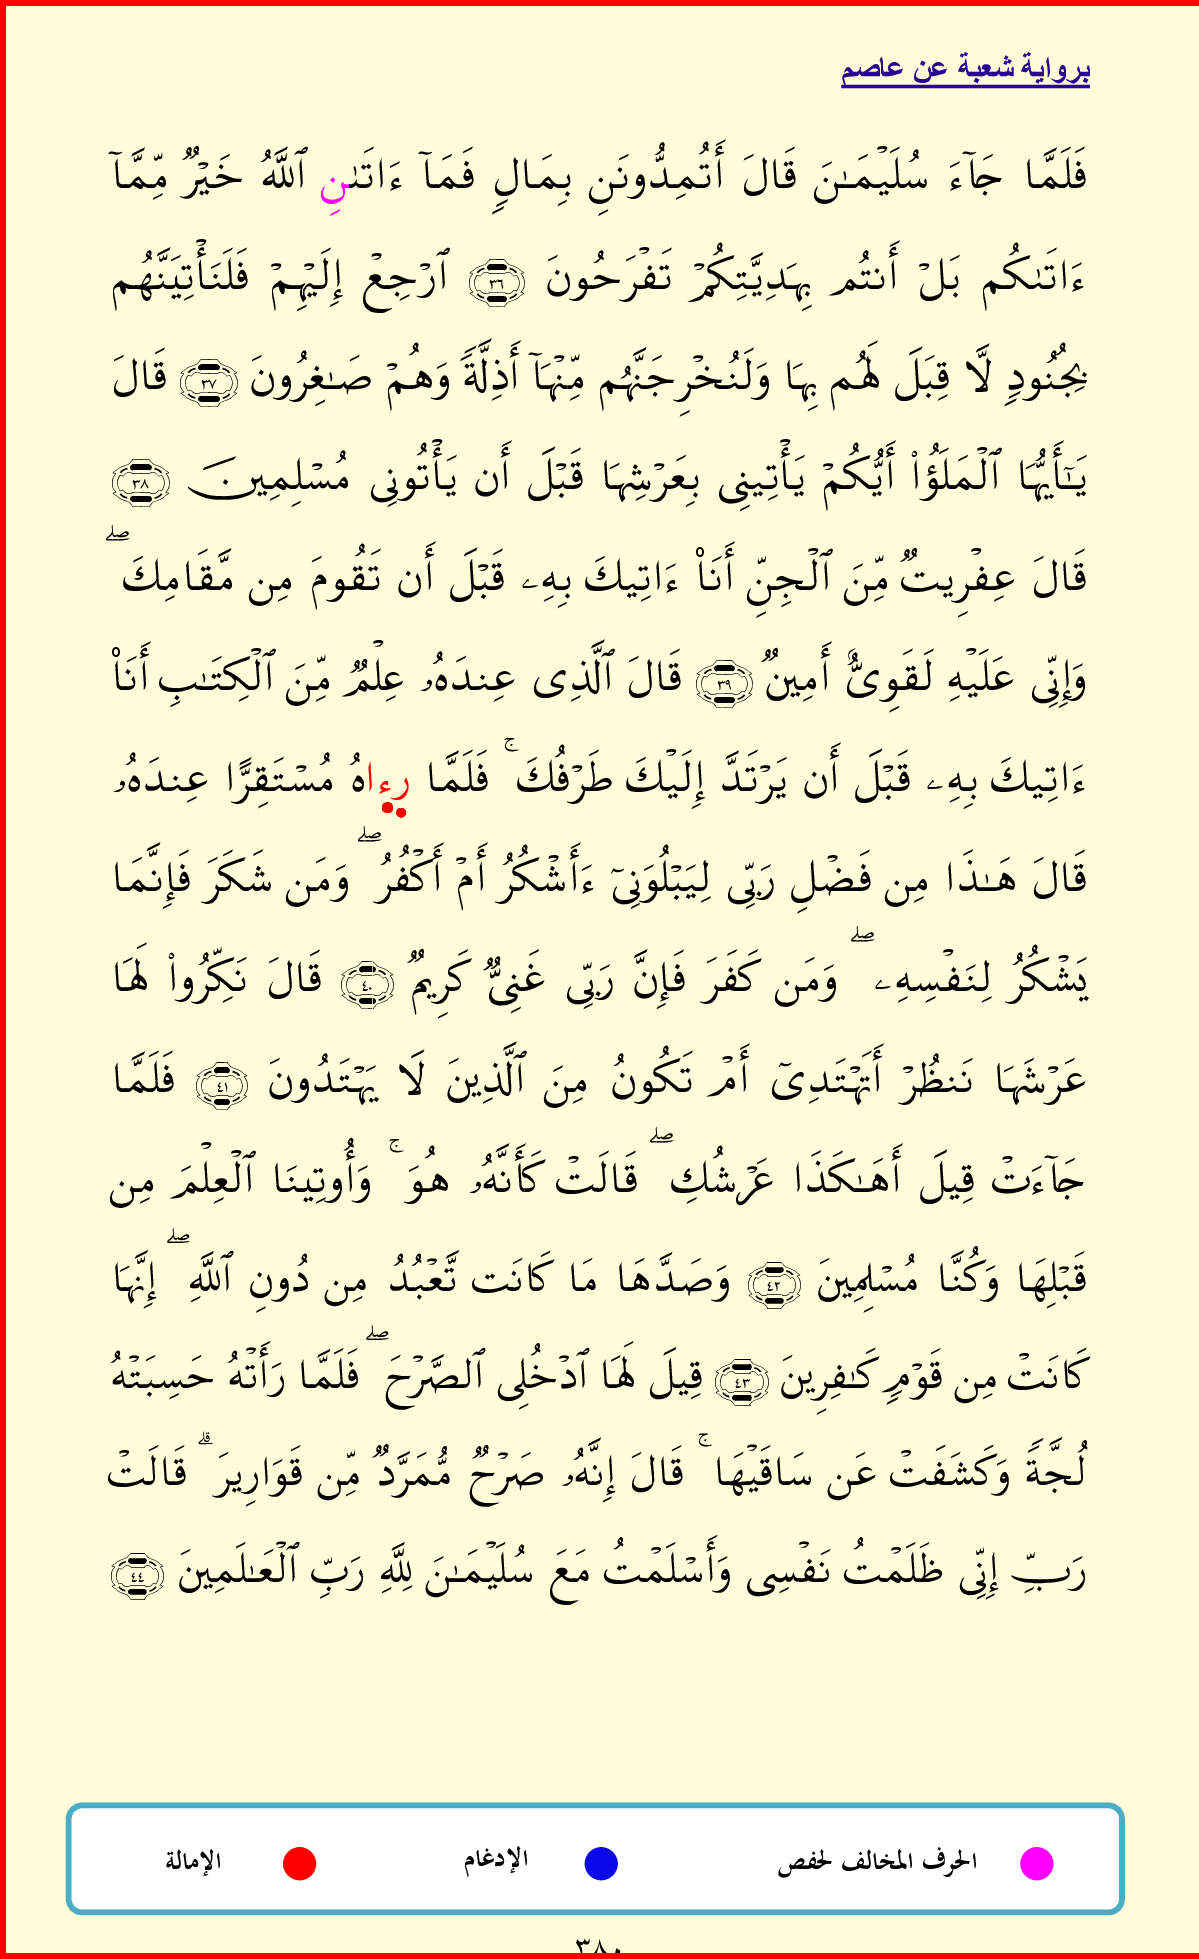 برواية شعبة عن عاصم
فَلَمَّا جَآءَ سُلَيْمَـٰنَ قَالَ أَتُمِدُّونَنِ بِمَالٍ فَمَآ ءَاتَىٰنِ ٱللَّهُ خَيْرٌ مِّمَّآ
ءَاتَىٰكُم بَلْ أَنتُم بِهَدِيَّتِكُمْ تَفْرَحُونَ ٣٦ ٱرْجِعْ إِلَيْهِمْ فَلَنَأْتِيَنَّهُم
بِجُنُودٍ لَّا قِبَلَ لَهُم بِهَا وَلَنُخْرِجَنَّهُم مِّنْهَآ أَذِلَّةً وَهُمْ صَـٰغِرُونَ ٣٧ قَالَ
يَـٰٓأَيُّهَا ٱلْمَلَؤُا۟ أَيُّكُمْ يَأْتِينِى بِعَرْشِهَا قَبْلَ أَن يَأْتُونِى مُسْلِمِينَ ٣٨
قَالَ عِفْرِيتٌ مِّنَ ٱلْجِنِّ أَنَا۠ ءَاتِيكَ بِهِۦ قَبْلَ أَن تَقُومَ مِن مَّقَامِكَ ۖ
وَإِنِّى عَلَيْهِ لَقَوِىٌّ أَمِينٌ ٣٩ قَالَ ٱلَّذِى عِندَهُۥ عِلْمٌ مِّنَ ٱلْكِتَـٰبِ أَنَا۠
ءَاتِيكَ بِهِۦ قَبْلَ أَن يَرْتَدَّ إِلَيْكَ طَرْفُكَ ۚ فَلَمَّا رءاهُ مُسْتَقِرًّا عِندَهُۥ
قَالَ هَـٰذَا مِن فَضْلِ رَبِّى لِيَبْلُوَنِىٓ ءَأَشْكُرُ أَمْ أَكْفُرُ ۖ وَمَن شَكَرَ فَإِنَّمَا
يَشْكُرُ لِنَفْسِهِۦ ۖ وَمَن كَفَرَ فَإِنَّ رَبِّى غَنِىٌّ كَرِيمٌ ٤٠ قَالَ نَكِّرُوا۟ لَهَا
عَرْشَهَا نَنظُرْ أَتَهْتَدِىٓ أَمْ تَكُونُ مِنَ ٱلَّذِينَ لَا يَهْتَدُونَ ٤١ فَلَمَّا
جَآءَتْ قِيلَ أَهَـٰكَذَا عَرْشُكِ ۖ قَالَتْ كَأَنَّهُۥ هُوَ ۚ وَأُوتِينَا ٱلْعِلْمَ مِن
قَبْلِهَا وَكُنَّا مُسْلِمِينَ ٤٢ وَصَدَّهَا مَا كَانَت تَّعْبُدُ مِن دُونِ ٱللَّهِ ۖ إِنَّهَا
كَانَتْ مِن قَوْمٍ كَـٰفِرِينَ ٤٣ قِيلَ لَهَا ٱدْخُلِى ٱلصَّرْحَ ۖ فَلَمَّا رَأَتْهُ حَسِبَتْهُ
لُجَّةً وَكَشَفَتْ عَن سَاقَيْهَا ۚ قَالَ إِنَّهُۥ صَرْحٌ مُّمَرَّدٌ مِّن قَوَارِيرَ ۗ قَالَتْ
رَبِّ إِنِّى ظَلَمْتُ نَفْسِى وَأَسْلَمْتُ مَعَ سُلَيْمَـٰنَ لِلَّهِ رَبِّ ٱلْعَـٰلَمِينَ ٤٤
الحرف المخالف لحفص الإدغام الإمالة
٣٨٠